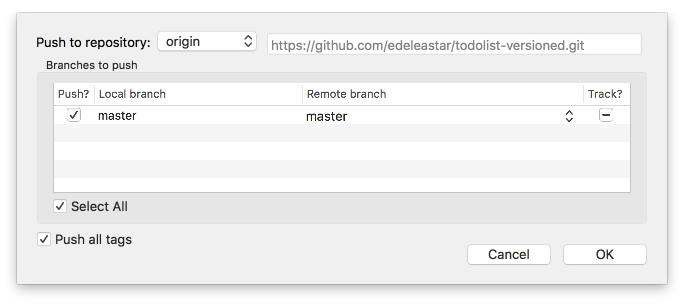 Push to repository: origin https://github.com/edeleastar/todolist-versioned.git
Branches to push
Push? Local branch Remote branch Track?
master master
Select All
Push all tags
Cancel OK